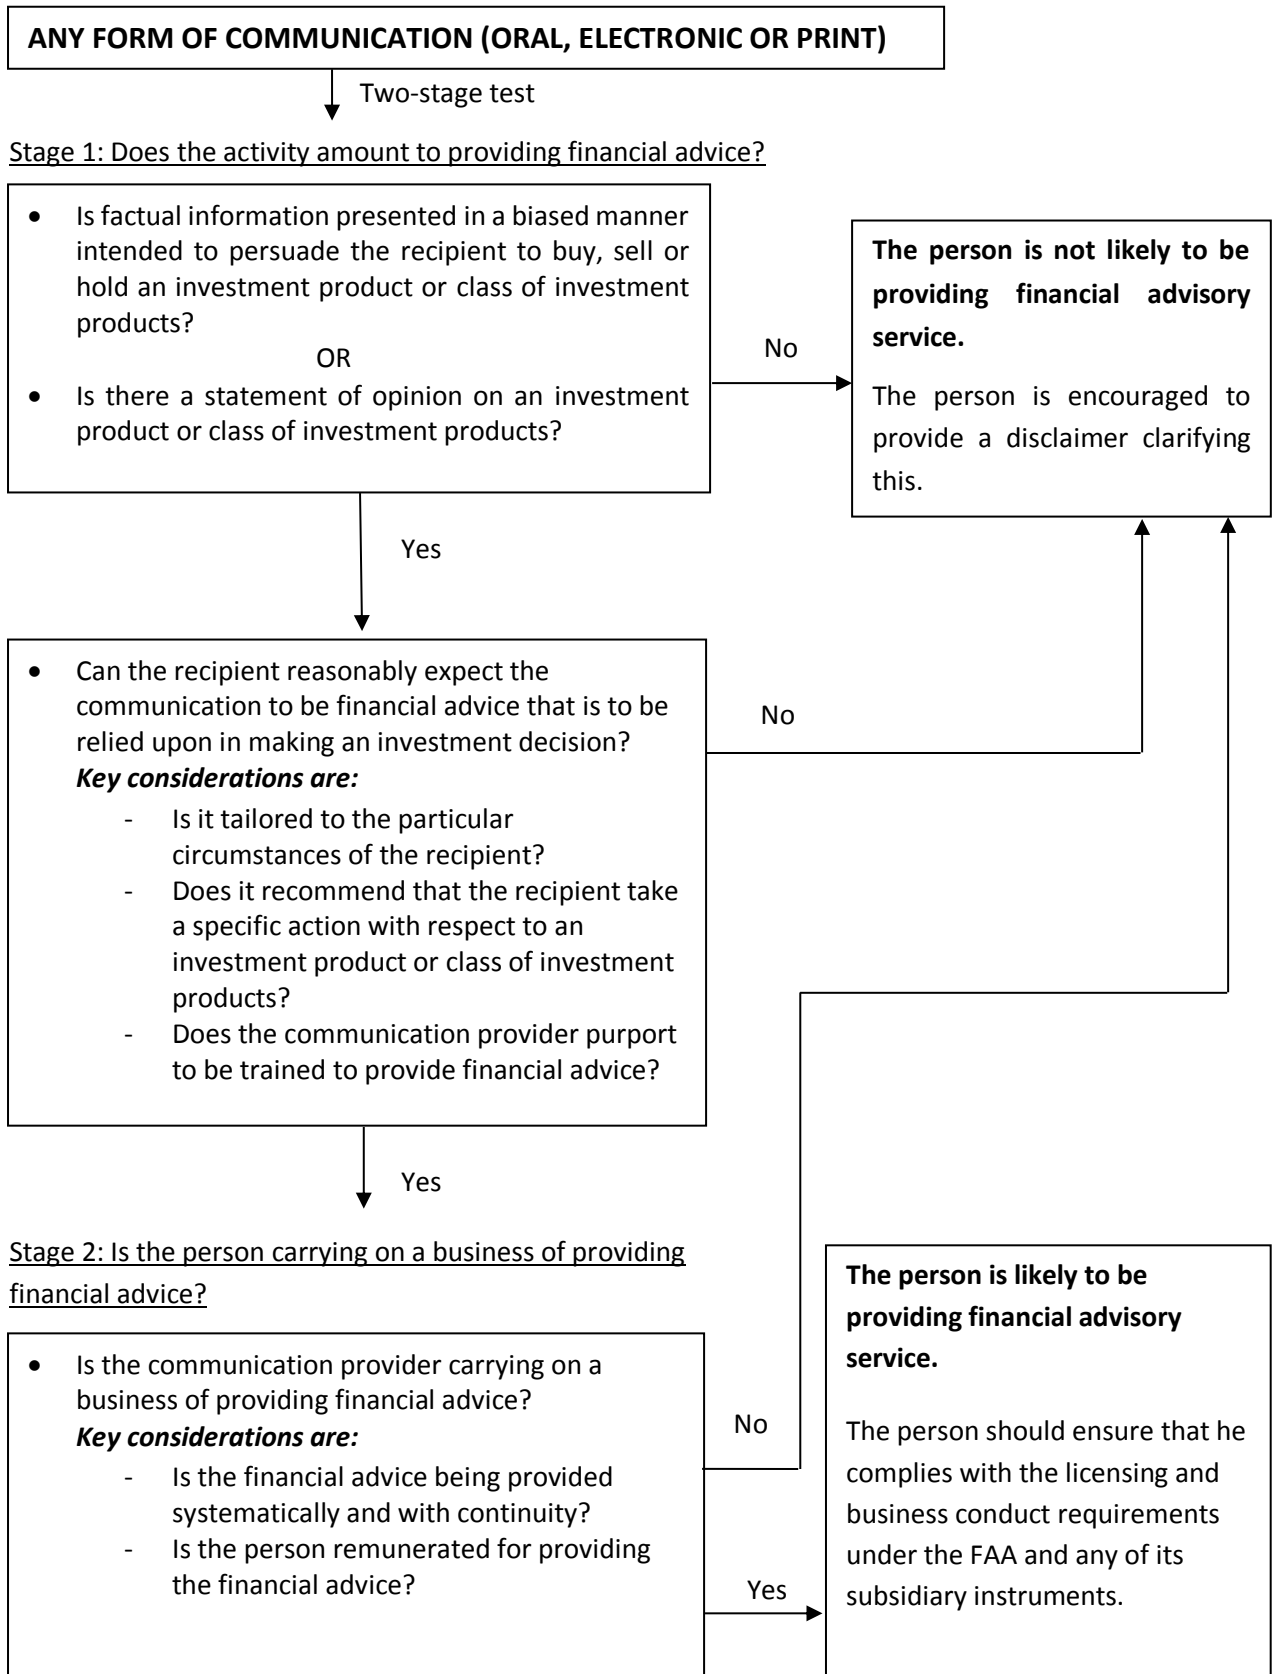 ANY FORM OF COMMUNICATION (ORAL, ELECTRONIC OR PRINT)
Two-stage test
Stage 1: Does the activity amount to providing financial advice?
• Is factual information presented in a biased manner
intended to persuade the recipient to buy, sell or
hold an investment product or class of investment
products?
OR
• Is there a statement of opinion on an investment
product or class of investment products?
No
The person is not likely to be
providing financial advisory
service.
The person is encouraged to
provide a disclaimer clarifying
this.
Yes
• Can the recipient reasonably expect the
communication to be financial advice that is to be
relied upon in making an investment decision?
Key considerations are:
- Is it tailored to the particular
circumstances of the recipient?
- Does it recommend that the recipient take
a specific action with respect to an
investment product or class of investment
products?
- Does the communication provider purport
to be trained to provide financial advice?
No
Yes
Stage 2: Is the person carrying on a business of providing
financial advice?
• Is the communication provider carrying on a
business of providing financial advice?
Key considerations are:
- Is the financial advice being provided
systematically and with continuity?
- Is the person remunerated for providing
the financial advice?
No
Yes
The person is likely to be
providing financial advisory
service.
The person should ensure that he
complies with the licensing and
business conduct requirements
under the FAA and any of its
subsidiary instruments.